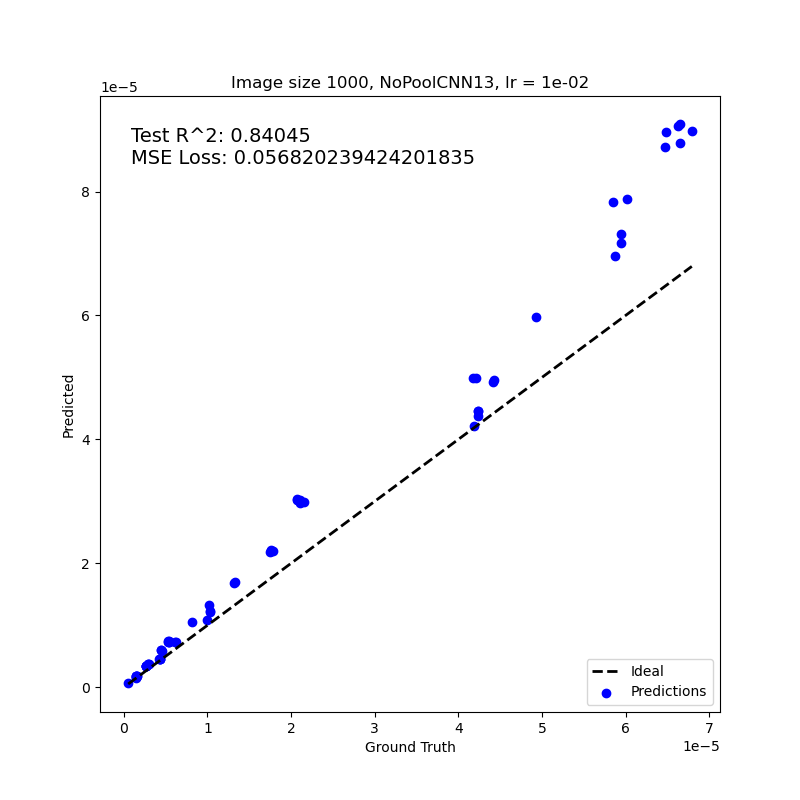 Image size 1000, NoPoolCNN13, lr = 1e-02
1e−5
Test R^2: 0.84045
MSE Loss: 0.056820239424201835
8
6
4
2
0
Predicted
Ideal
Predictions
0 1 2 3 4 5 6 7
1e−5
Ground Truth